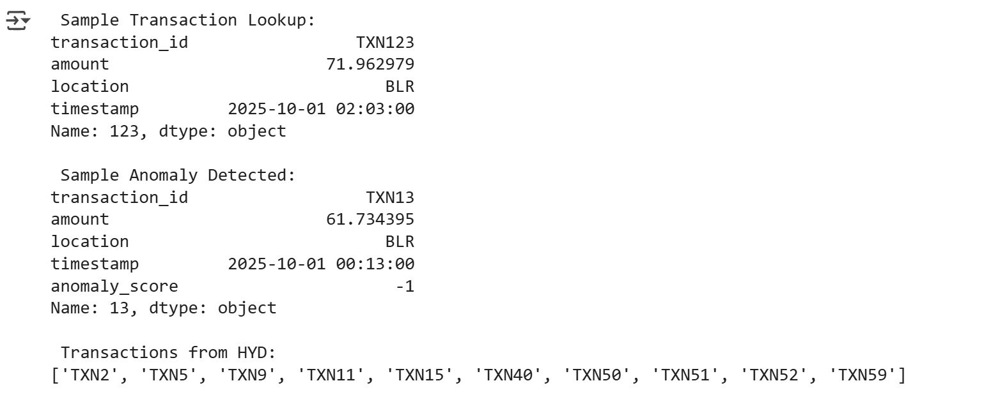 Sample Transaction Lookup:
transaction_id                 TXN123
amount                      71.962979
location                          BLR
timestamp         2025-10-01 02:03:00
Name: 123, dtype: object
Sample Anomaly Detected:
transaction_id                  TXN13
amount                      61.734395
location                          BLR
timestamp         2025-10-01 00:13:00
anomaly_score                      -1
Name: 13, dtype: object
Transactions from HYD:
['TXN2', 'TXN5', 'TXN9', 'TXN11', 'TXN15', 'TXN40', 'TXN50', 'TXN51', 'TXN52', 'TXN59']